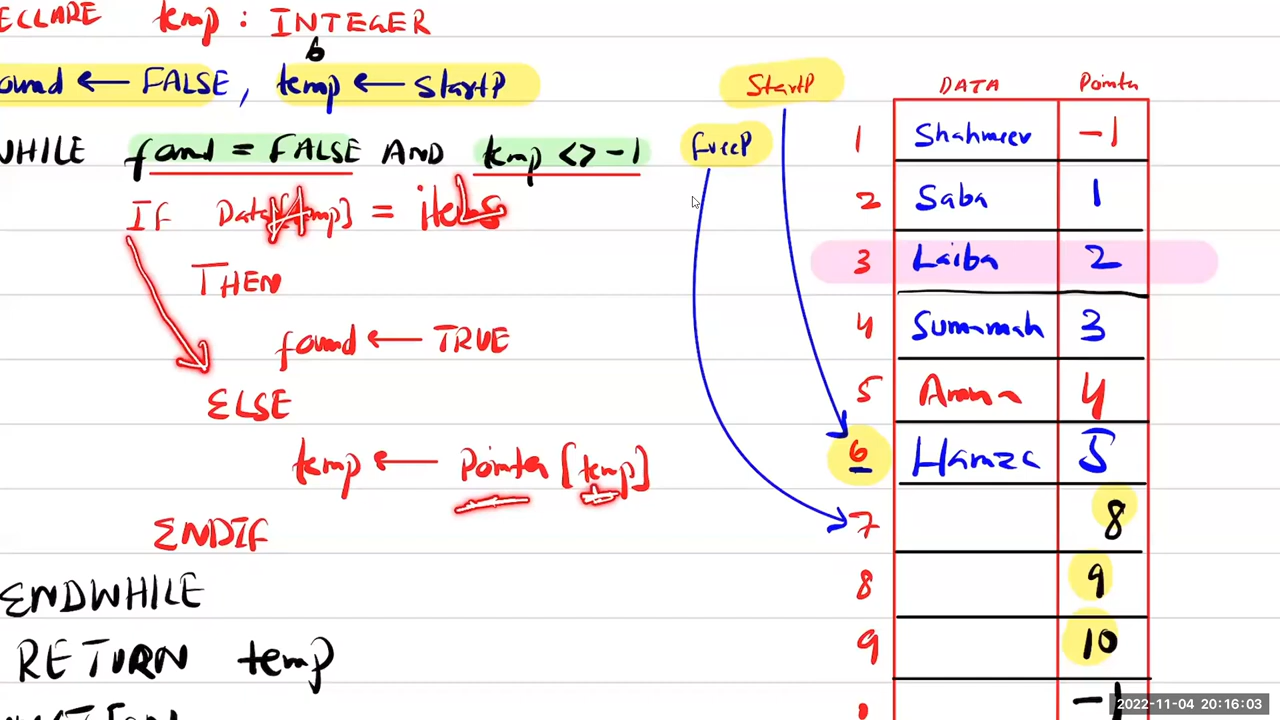 ECLARE temp : INTEGER
6
ound ← FALSE, temp ← StartP
WHILE found = FALSE AND temp <> -1
IF Data[temp] = items
THEN
found ← TRUE
ELSE
temp ← Pointer [temp]
ENDIF
ENDWHILE
RETURN temp
StartP
FreeP
DATA Pointer
1 Shahmeer -1
2 Saba 1
3 Laiba 2
4 Summamah 3
5 Amna 4
6 Hamza 5
7 8
8 9
9 10
-1
2022-11-04 20:16:03